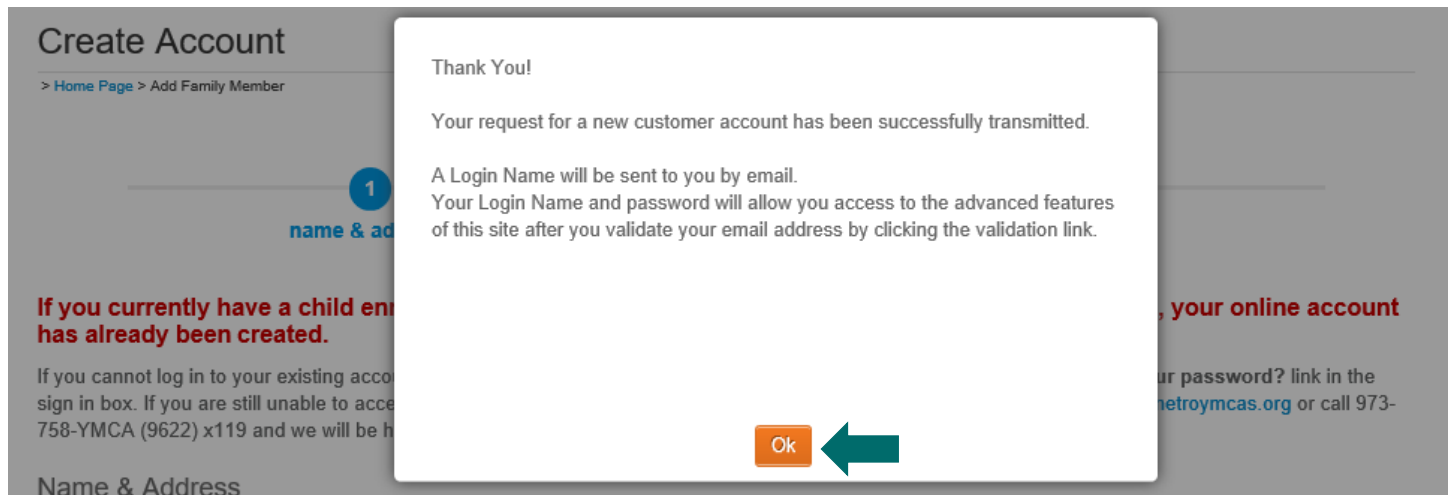 Create Account
> Home Page > Add Family Member
1
name & ad
If you currently have a child enr
, your online account
has already been created.
If you cannot log in to your existing acco
ur password? link in the
sign in box. If you are still unable to acce
netroymcas.org or call 973-
758-YMCA (9622) x119 and we will be h
Name & Address
Thank You!
Your request for a new customer account has been successfully transmitted.
A Login Name will be sent to you by email.
Your Login Name and password will allow you access to the advanced features
of this site after you validate your email address by clicking the validation link.
Ok